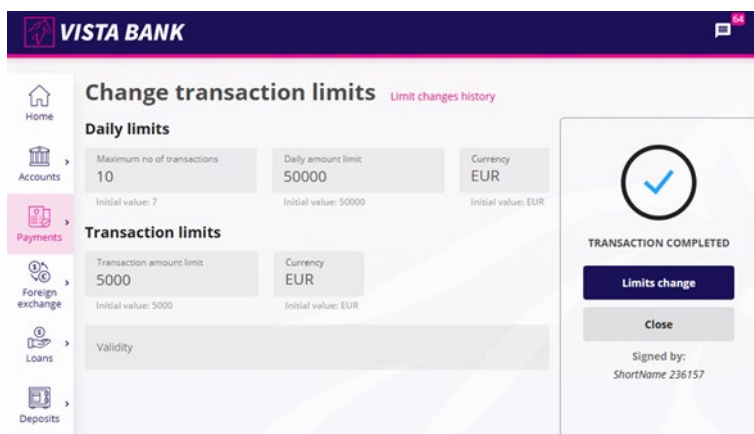 VISTA BANK
64
Home
Accounts
Payments
Foreign
exchange
Loans
Deposits
Change transaction limits Limit changes history
Daily limits
Maximum no of transactions Daily amount limit Currency
10 50000 EUR
Initial value: 7 Initial value: 50000 Initial value: EUR
Transaction limits
Transaction amount limit Currency
5000 EUR
Initial value: 5000 Initial value: EUR
Validity
TRANSACTION COMPLETED
Limits change
Close
Signed by:
ShortName 236157